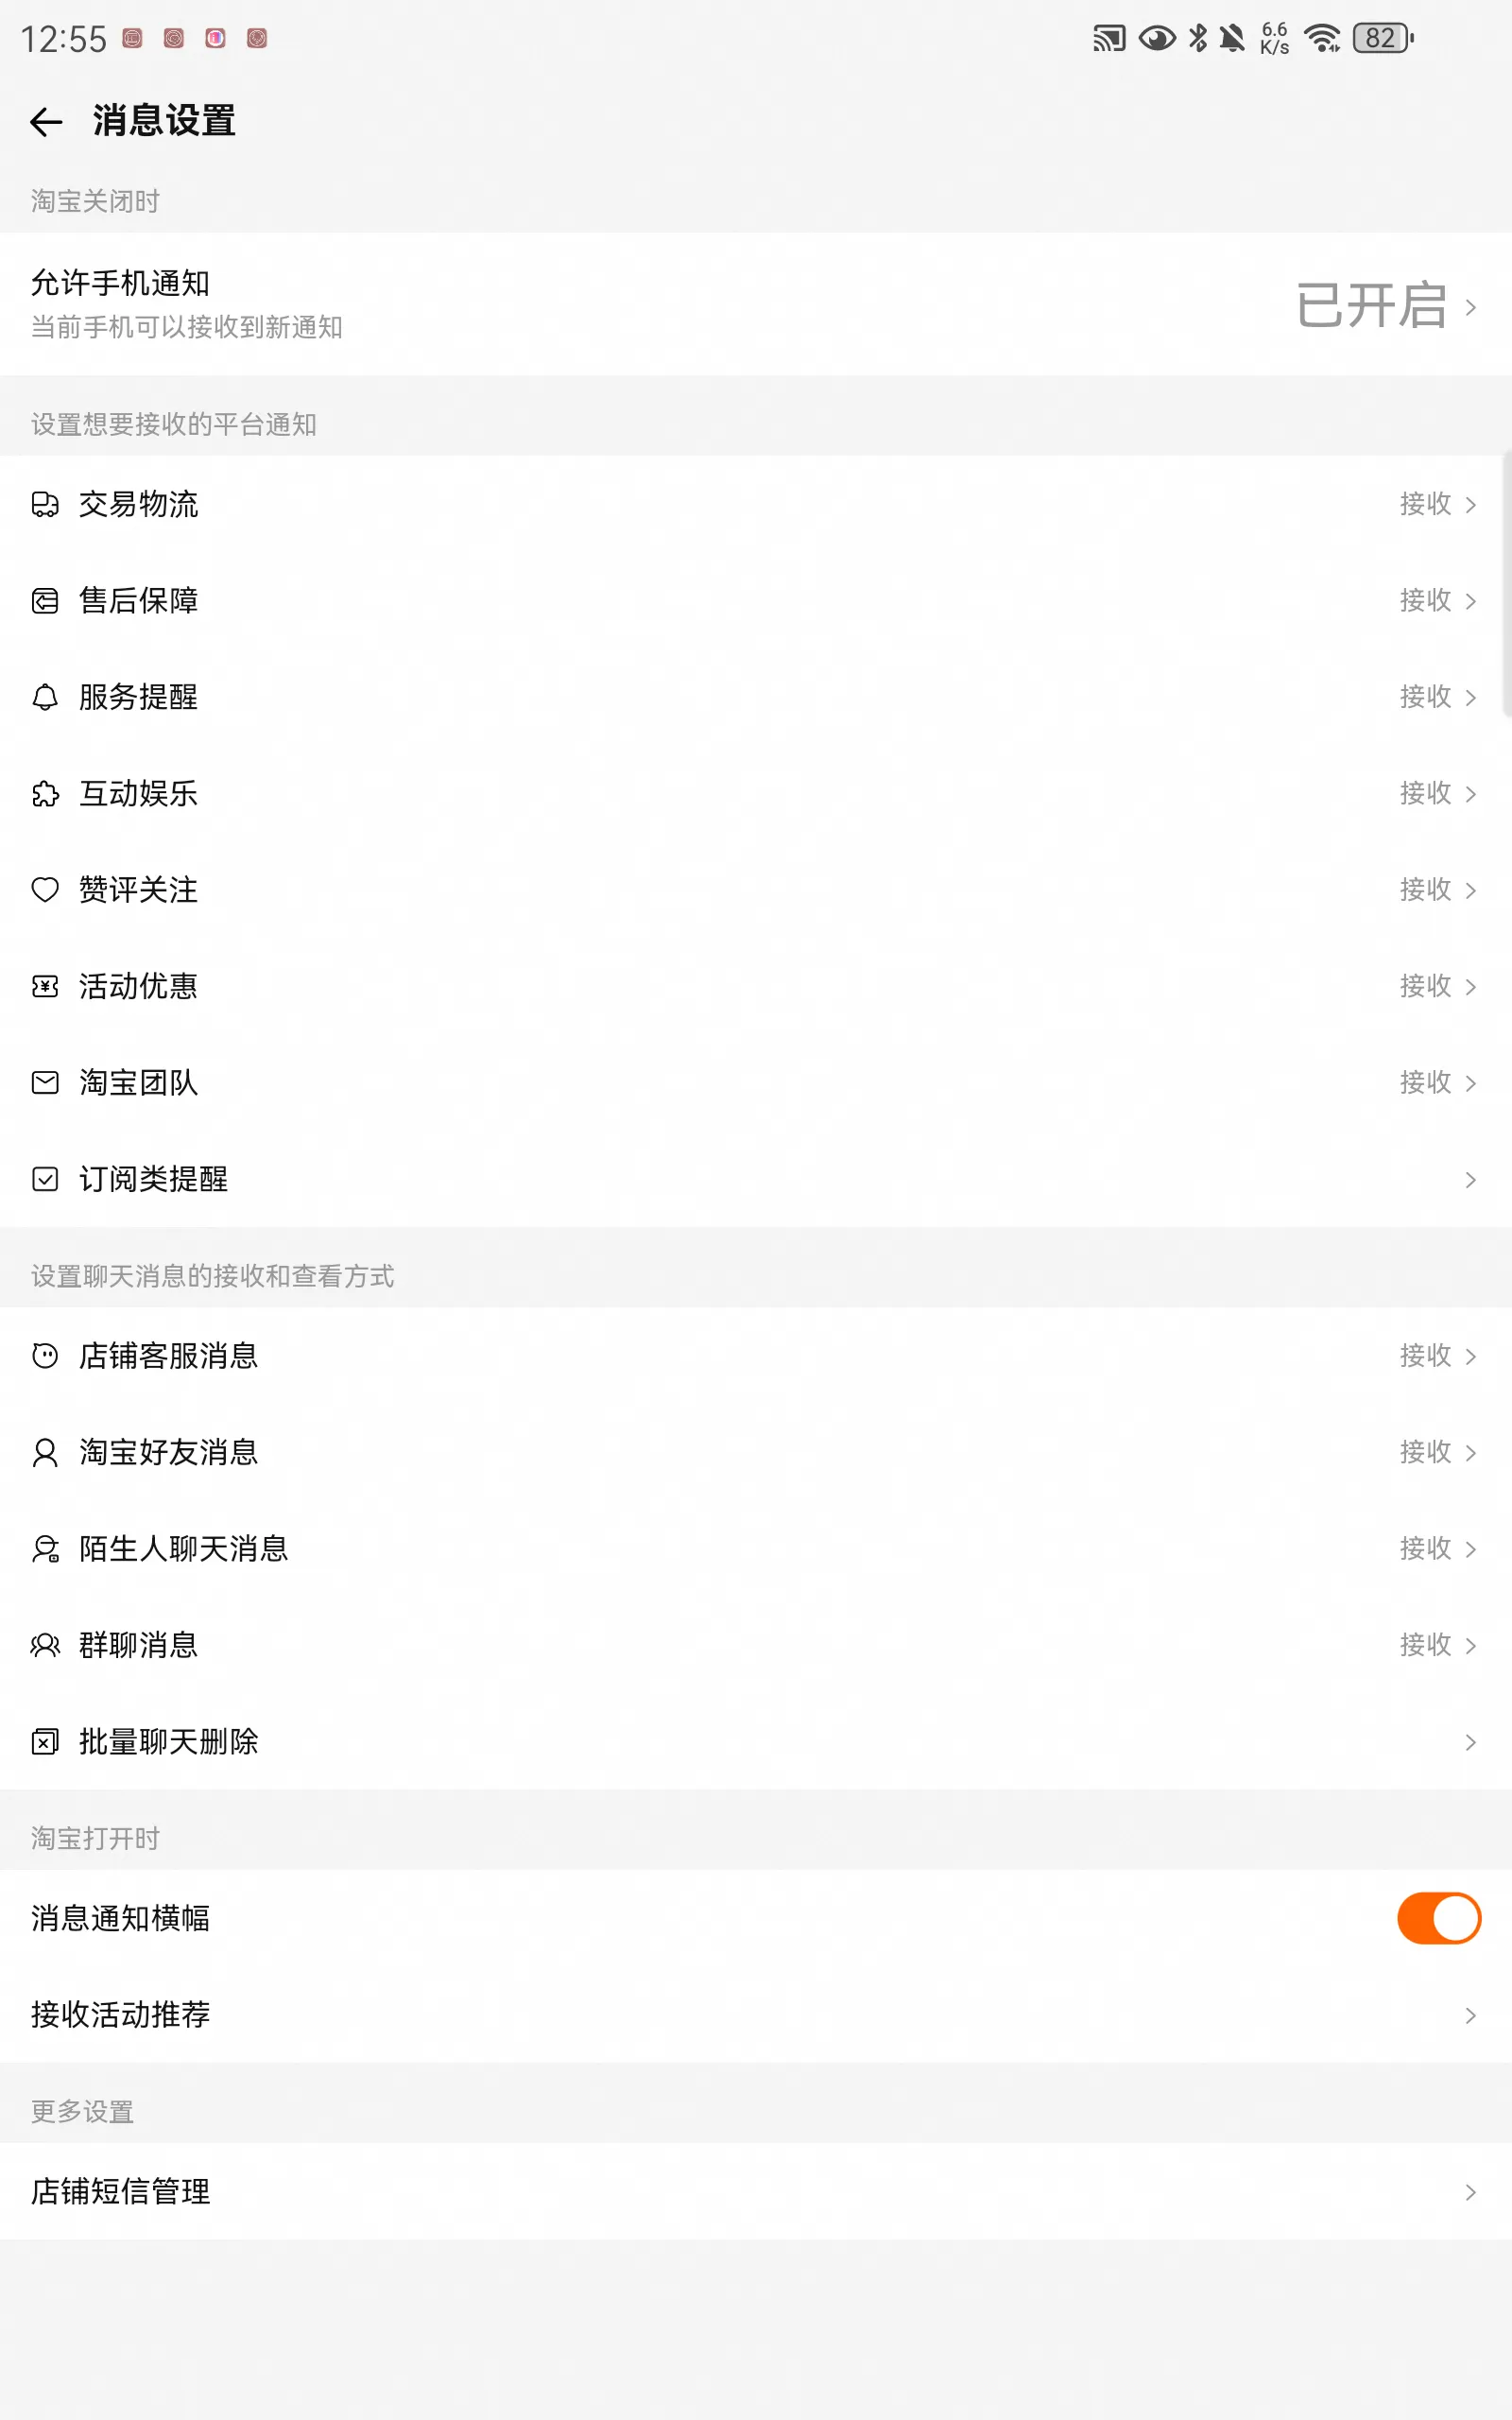 12:55
6.6
K/s
82
消息设置
淘宝关闭时
允许手机通知
当前手机可以接收到新通知
已开启
设置想要接收的平台通知
交易物流 接收
售后保障 接收
服务提醒 接收
互动娱乐 接收
赞评关注 接收
活动优惠 接收
淘宝团队 接收
订阅类提醒
设置聊天消息的接收和查看方式
店铺客服消息 接收
淘宝好友消息 接收
陌生人聊天消息 接收
群聊消息 接收
批量聊天删除
淘宝打开时
消息通知横幅
接收活动推荐
更多设置
店铺短信管理